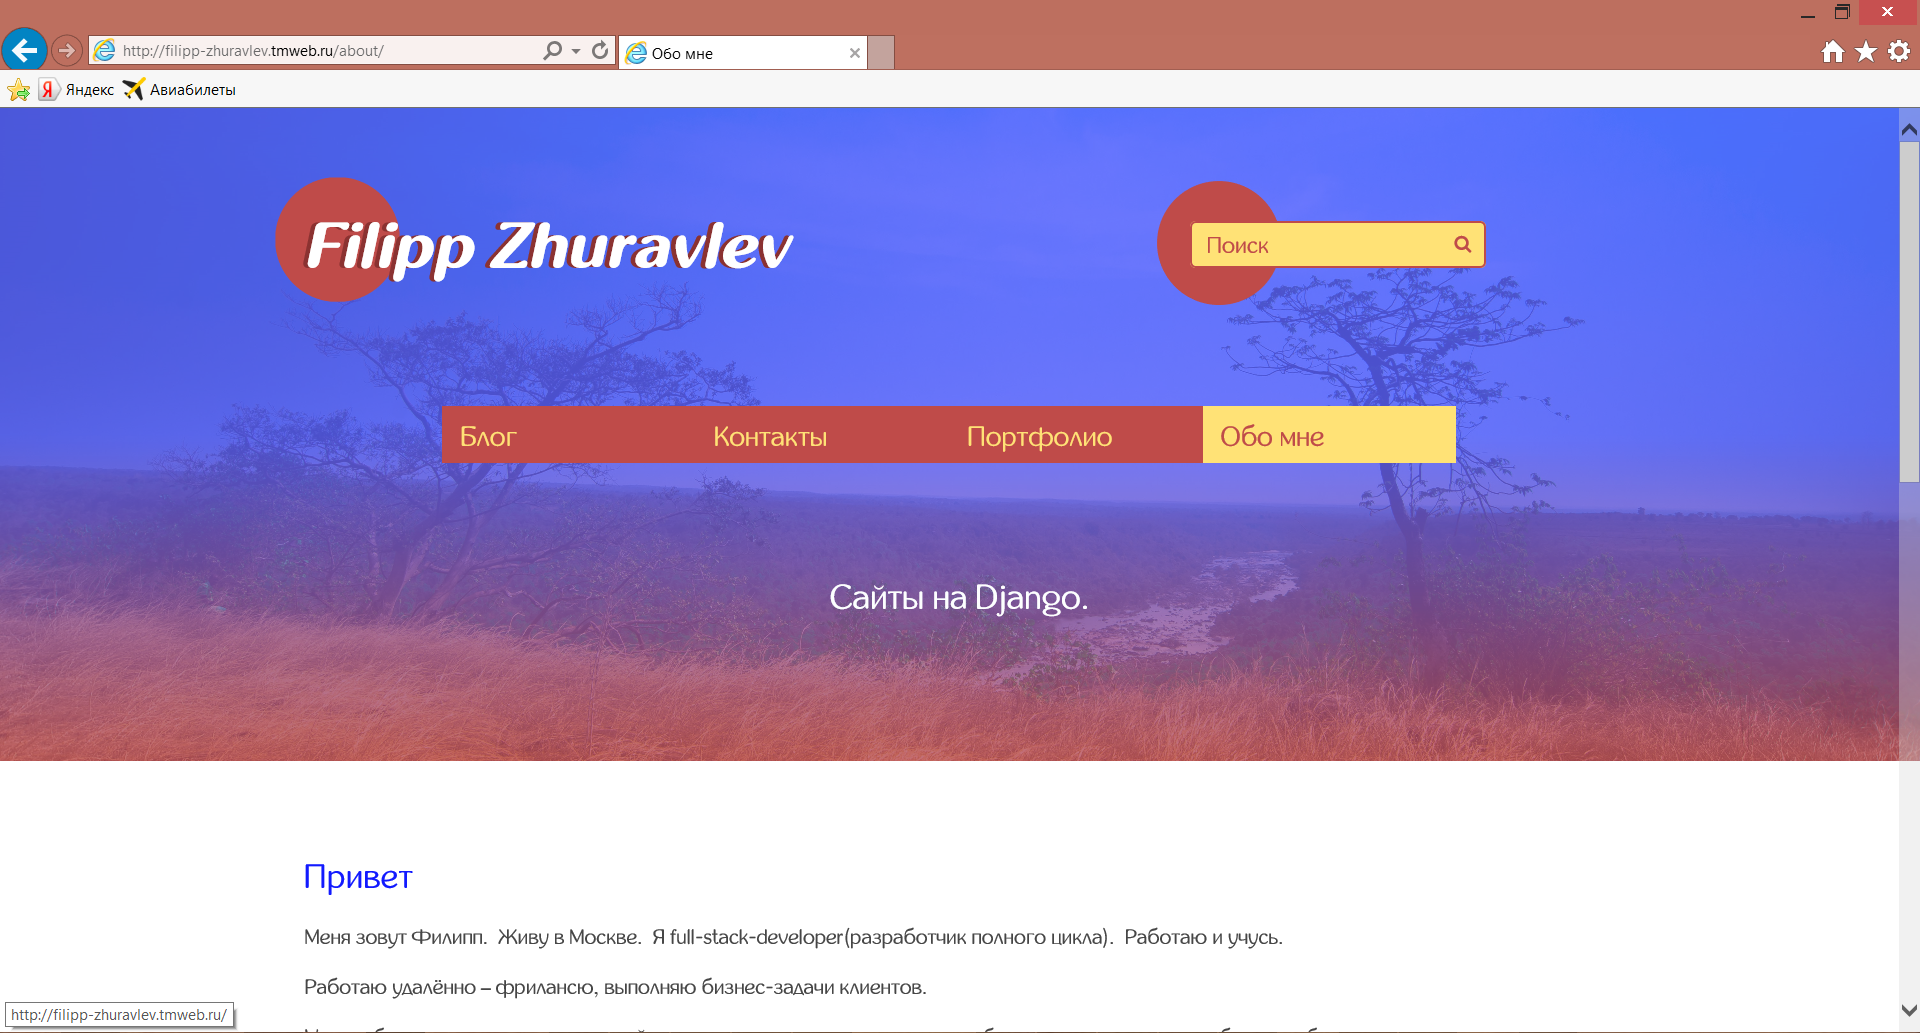 http://filipp-zhuravlev.tmweb.ru/about/
Обо мне
Яндекс
Авиабилеты
Filipp Zhuravlev
Поиск
Блог
Контакты
Портфолио
Обо мне
Сайты на Django.
Привет
Меня зовут Филипп. Живу в Москве. Я full-stack-developer(разработчик полного цикла). Работаю и учусь.
Работаю удалённо – фрилансю, выполняю бизнес-задачи клиентов.
http://filipp-zhuravlev.tmweb.ru/